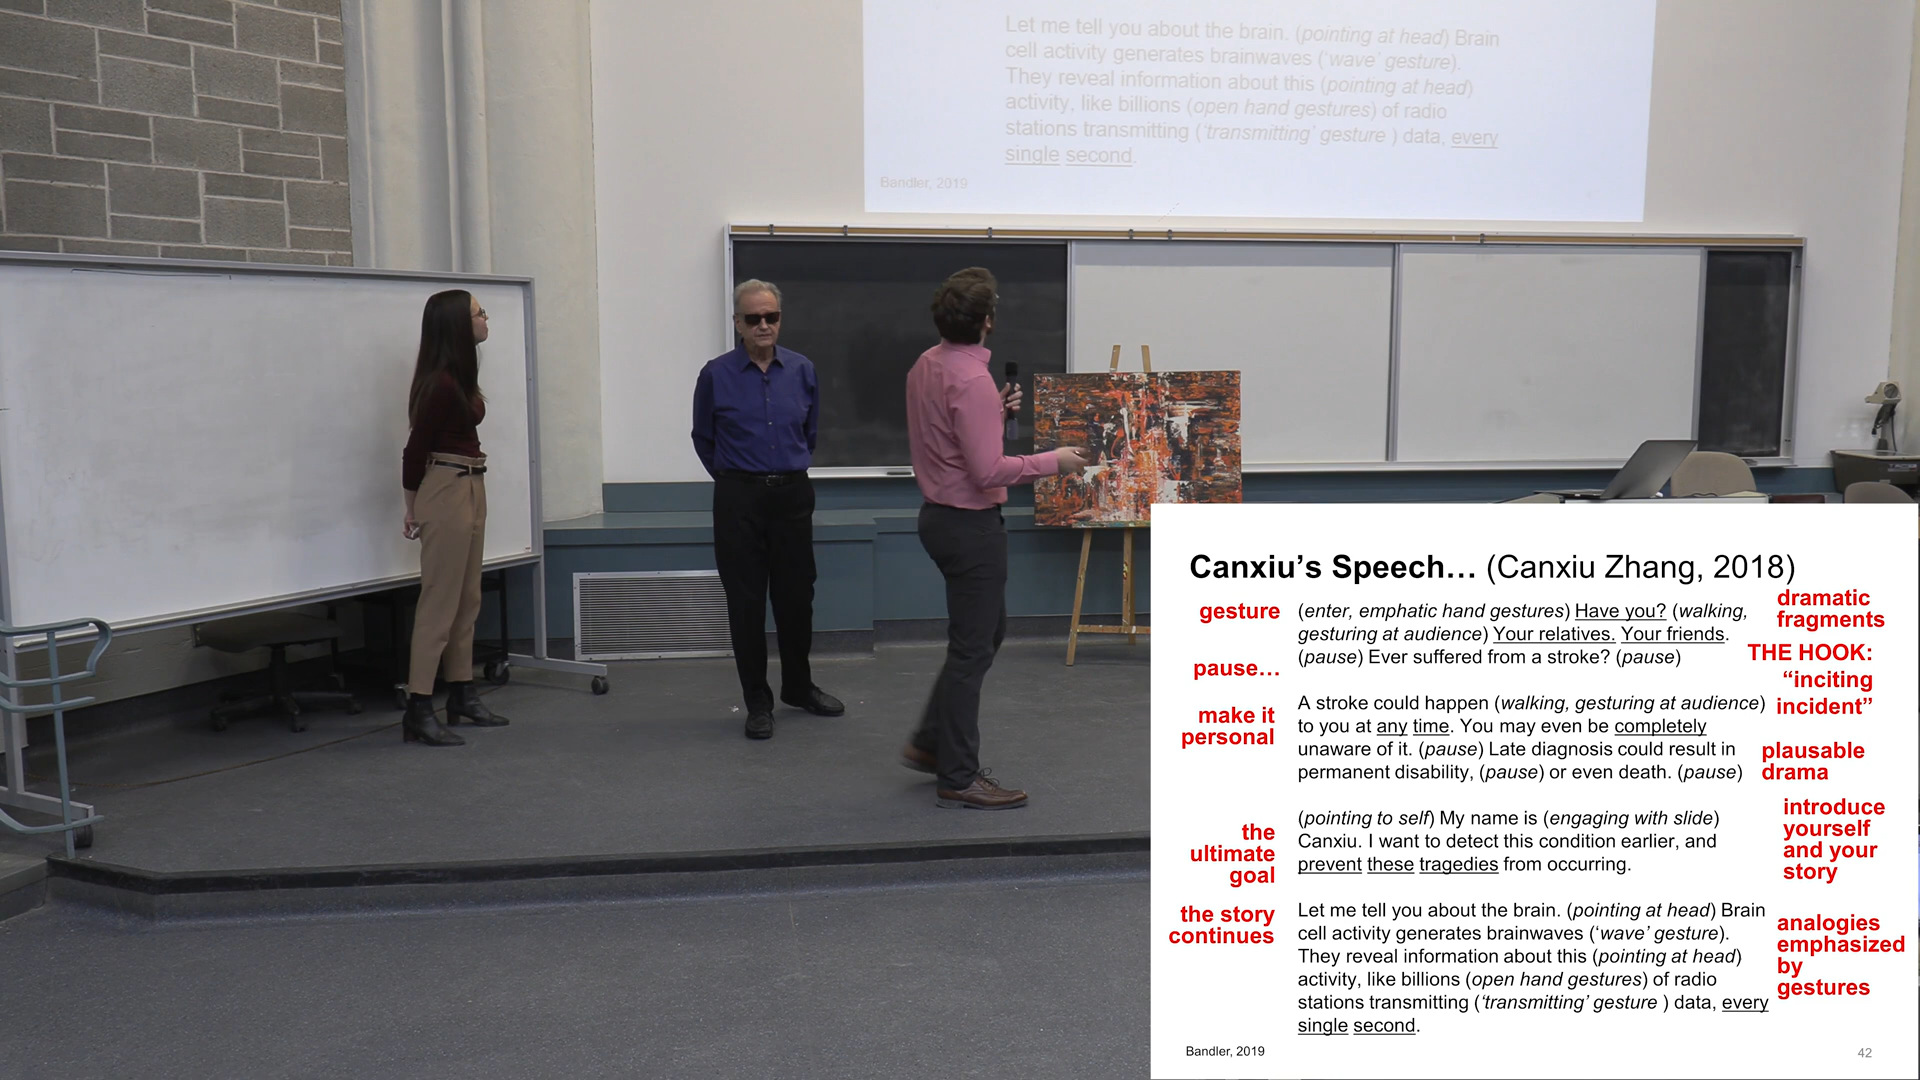 Let me tell you about the brain. (pointing at head) Brain
cell activity generates brainwaves (‘wave’ gesture).
They reveal information about this (pointing at head)
activity, like billions (open hand gestures) of radio
stations transmitting (‘transmitting’ gesture ) data, every
single second.
Bandler, 2019
Canxiu’s Speech… (Canxiu Zhang, 2018)
gesture
pause…
make it
personal
the
ultimate
goal
the story
continues
(enter, emphatic hand gestures) Have you? (walking,
gesturing at audience) Your relatives. Your friends.
(pause) Ever suffered from a stroke? (pause)
A stroke could happen (walking, gesturing at audience)
to you at any time. You may even be completely
unaware of it. (pause) Late diagnosis could result in
permanent disability, (pause) or even death. (pause)
(pointing to self) My name is (engaging with slide)
Canxiu. I want to detect this condition earlier, and
prevent these tragedies from occurring.
Let me tell you about the brain. (pointing at head) Brain
cell activity generates brainwaves (‘wave’ gesture).
They reveal information about this (pointing at head)
activity, like billions (open hand gestures) of radio
stations transmitting (‘transmitting’ gesture ) data, every
single second.
dramatic
fragments
THE HOOK:
“inciting
incident”
plausable
drama
introduce
yourself
and your
story
analogies
emphasized
by
gestures
Bandler, 2019
42